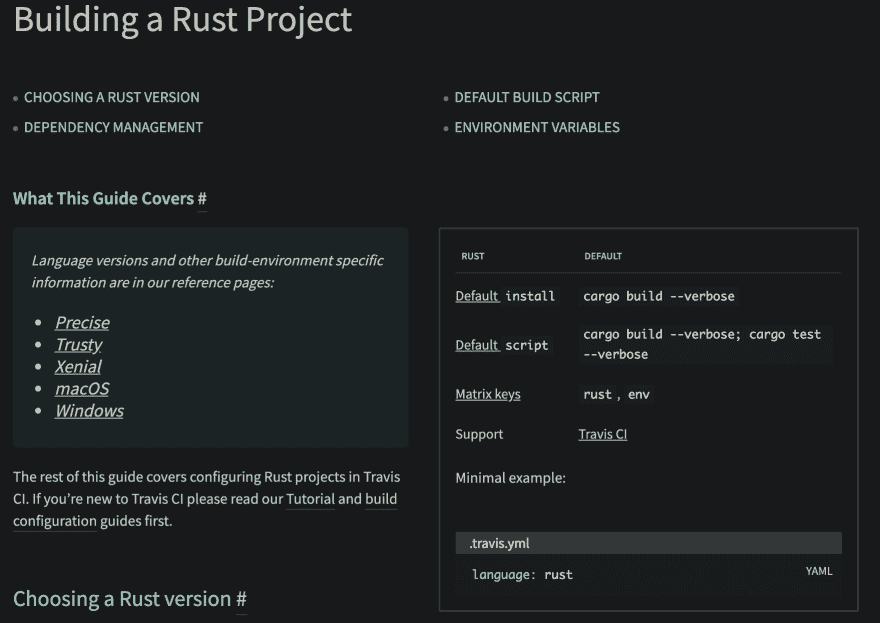 Building a Rust Project
CHOOSING A RUST VERSION
DEPENDENCY MANAGEMENT
DEFAULT BUILD SCRIPT
ENVIRONMENT VARIABLES
What This Guide Covers #
Language versions and other build-environment specific
information are in our reference pages:
Precise
Trusty
Xenial
macOS
Windows
The rest of this guide covers configuring Rust projects in Travis
CI. If you’re new to Travis CI please read our Tutorial and build
configuration guides first.
Choosing a Rust version #
RUST DEFAULT
Default install cargo build --verbose
Default script cargo build --verbose; cargo test
--verbose
Matrix keys rust , env
Support Travis CI
Minimal example:
.travis.yml
language: rust YAML